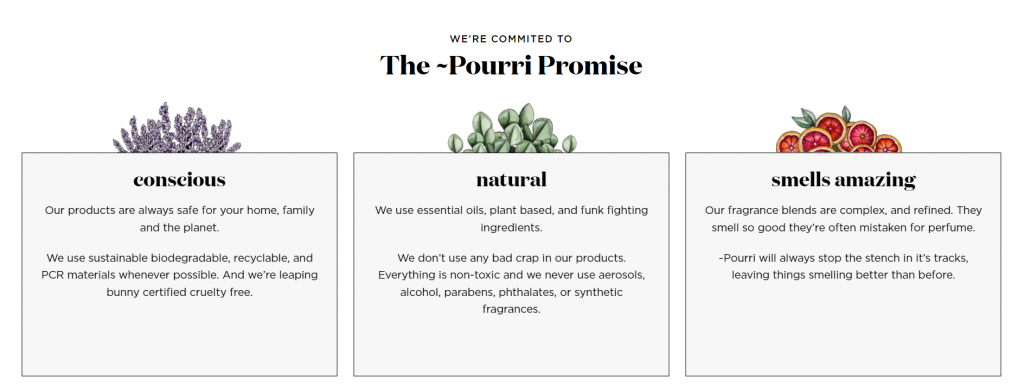 WE'RE COMMITED TO
The ~Pourri Promise
conscious
Our products are always safe for your home, family
and the planet.
We use sustainable biodegradable, recyclable, and
PCR materials whenever possible. And we're leaping
bunny certified cruelty free.
natural
We use essential oils, plant based, and funk fighting
ingredients.
We don't use any bad crap in our products.
Everything is non-toxic and we never use aerosols,
alcohol, parabens, phthalates, or synthetic
fragrances.
smells amazing
Our fragrance blends are complex, and refined. They
smell so good they're often mistaken for perfume.
~Pourri will always stop the stench in it's tracks,
leaving things smelling better than before.